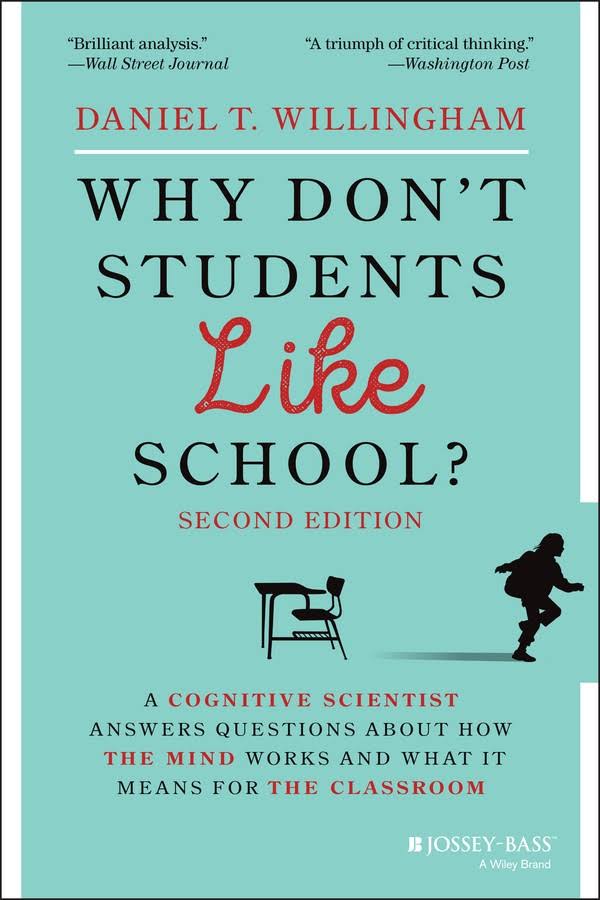 “Brilliant analysis.”
—Wall Street Journal
“A triumph of critical thinking.”
—Washington Post
DANIEL T. WILLINGHAM
WHY DON’T
STUDENTS
Like
SCHOOL?
SECOND EDITION
A COGNITIVE SCIENTIST
ANSWERS QUESTIONS ABOUT HOW
THE MIND WORKS AND WHAT IT
MEANS FOR THE CLASSROOM
JOSSEY-BASS™
A Wiley Brand